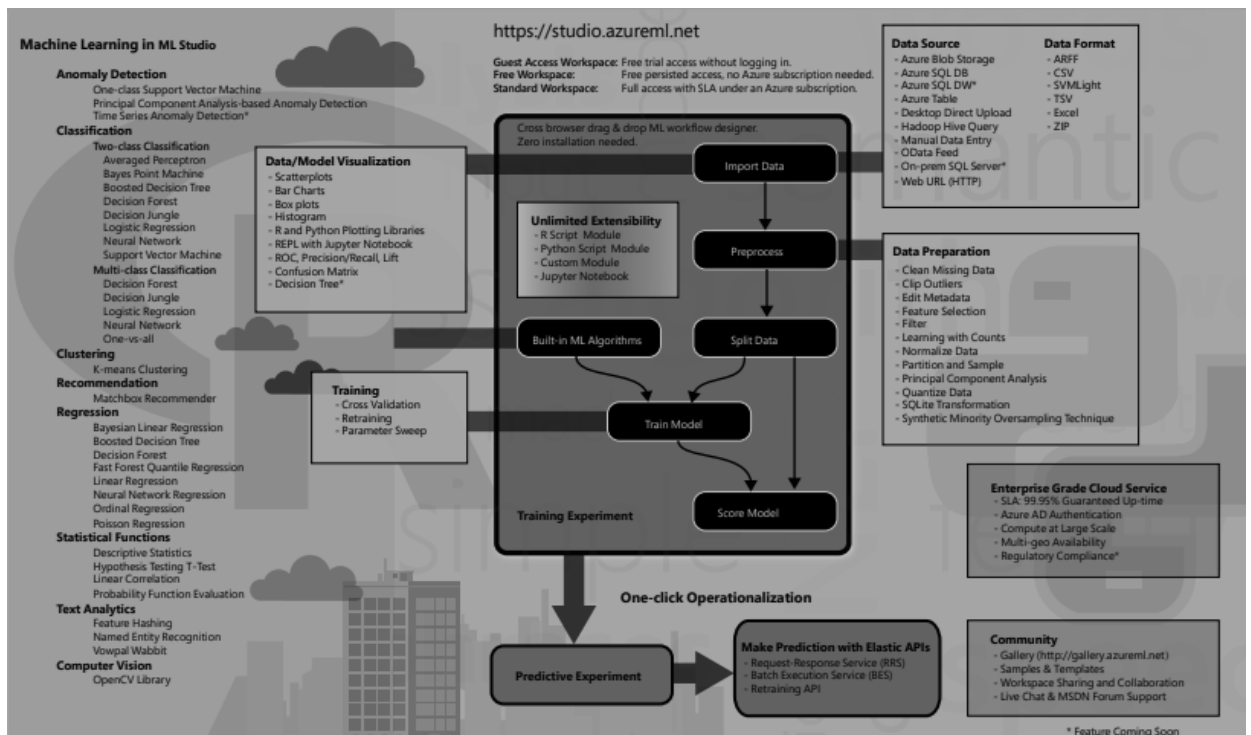 Machine Learning in ML Studio
Anomaly Detection
One-class Support Vector Machine
Principal Component Analysis-based Anomaly Detection
Time Series Anomaly Detection*
Classification
Two-class Classification
Averaged Perceptron
Bayes Point Machine
Boosted Decision Tree
Decision Forest
Decision Jungle
Logistic Regression
Neural Network
Support Vector Machine
Multi-class Classification
Decision Forest
Decision Jungle
Logistic Regression
Neural Network
One-vs-all
Clustering
K-means Clustering
Recommendation
Matchbox Recommender
Regression
Bayesian Linear Regression
Boosted Decision Tree
Decision Forest
Fast Forest Quantile Regression
Linear Regression
Neural Network Regression
Ordinal Regression
Poisson Regression
Statistical Functions
Descriptive Statistics
Hypothesis Testing T-Test
Linear Correlation
Probability Function Evaluation
Text Analytics
Feature Hashing
Named Entity Recognition
Vowpal Wabbit
Computer Vision
OpenCV Library
Data/Model Visualization
- Scatterplots
- Bar Charts
- Box plots
- Histogram
- R and Python Plotting Libraries
- REPL with Jupyter Notebook
- ROC, Precision/Recall, Lift
- Confusion Matrix
- Decision Tree*
Training
- Cross Validation
- Retraining
- Parameter Sweep
https://studio.azureml.net
Guest Access Workspace: Free trial access without logging in.
Free Workspace: Free persisted access, no Azure subscription needed.
Standard Workspace: Full access with SLA under an Azure subscription.
Cross browser drag & drop ML workflow designer.
Zero installation needed.
Import Data
Unlimited Extensibility
- R Script Module
- Python Script Module
- Custom Module
- Jupyter Notebook
Preprocess
Built-in ML Algorithms
Split Data
Train Model
Score Model
Training Experiment
One-click Operationalization
Predictive Experiment
Make Prediction with Elastic APIs
- Request-Response Service (RRS)
- Batch Execution Service (BES)
- Retraining API
Data Source
- Azure Blob Storage
- Azure SQL DB
- Azure SQL DW*
- Azure Table
- Desktop Direct Upload
- Hadoop Hive Query
- Manual Data Entry
- OData Feed
- On-prem SQL Server*
- Web URL (HTTP)
Data Format
- ARFF
- CSV
- SVMLight
- TSV
- Excel
- ZIP
Data Preparation
- Clean Missing Data
- Clip Outliers
- Edit Metadata
- Feature Selection
- Filter
- Learning with Counts
- Normalize Data
- Partition and Sample
- Principal Component Analysis
- Quantize Data
- SQLite Transformation
- Synthetic Minority Oversampling Technique
Enterprise Grade Cloud Service
- SLA: 99.95% Guaranteed Up-time
- Azure AD Authentication
- Compute at Large Scale
- Multi-geo Availability
- Regulatory Compliance*
Community
- Gallery (http://gallery.azureml.net)
- Samples & Templates
- Workspace Sharing and Collaboration
- Live Chat & MSDN Forum Support
* Feature Coming Soon